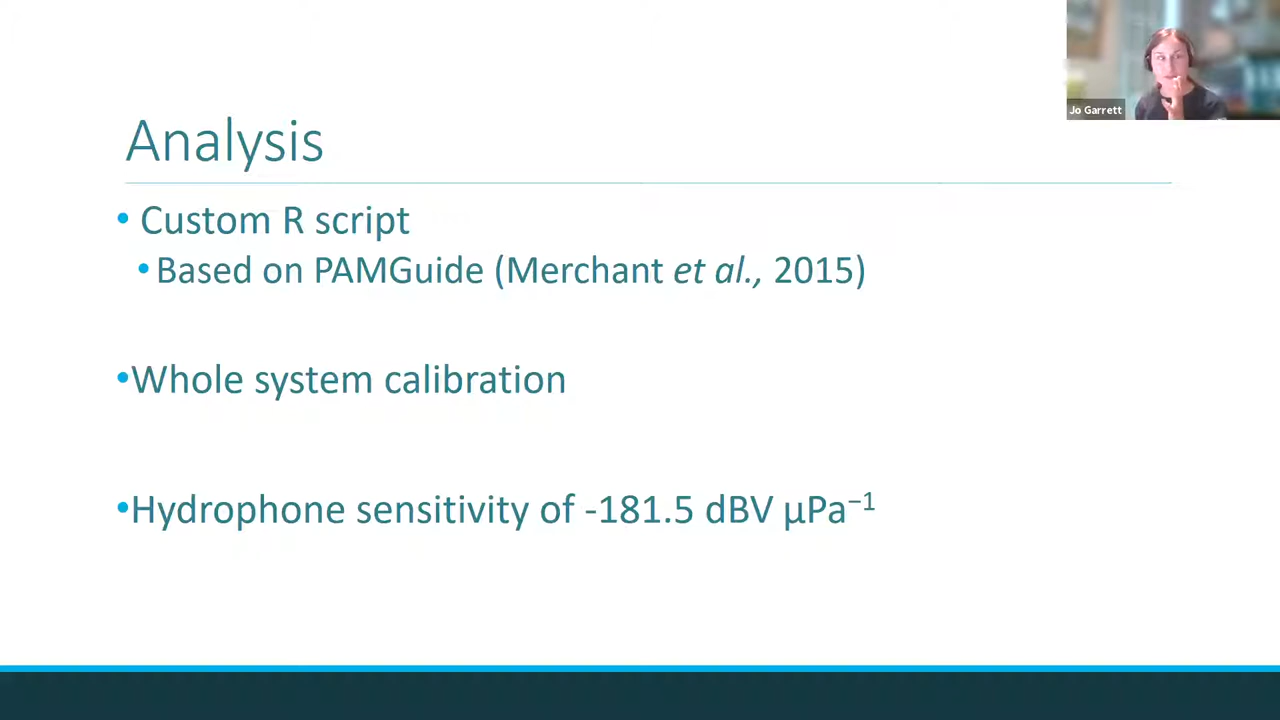 Jo Garrett
Analysis
• Custom R script
• Based on PAMGuide (Merchant et al., 2015)
•Whole system calibration
•Hydrophone sensitivity of -181.5 dBV µPa⁻¹